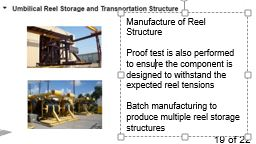 Umbilical Reel Storage and Transportation Structure
Manufacture of Reel
Structure
Proof test is also performed
to ensure the component is
designed to withstand the
expected reel tensions
Batch manufacturing to
produce multiple reel storage
structures
19 of 22